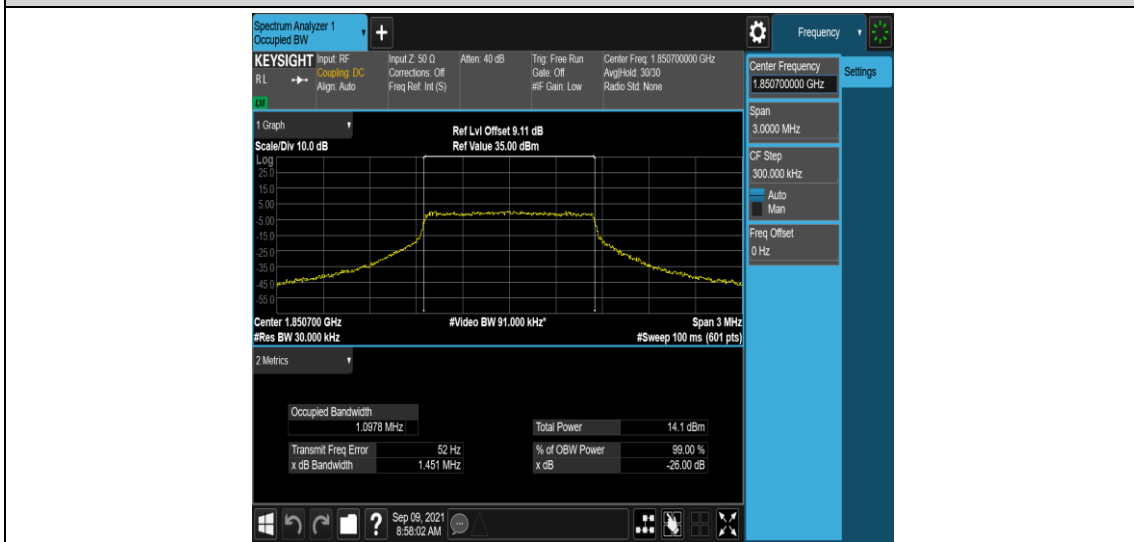 Spectrum Analyzer 1
Occupied BW
+
Frequency
KEYSIGHT
RL
LXI
Input: RF
Coupling: DC
Align: Auto
Input Z: 50 Ω
Corrections: Off
Freq Ref: Int (S)
Atten: 40 dB
Trig: Free Run
Gate: Off
#IF Gain: Low
Center Freq: 1.850700000 GHz
Avg|Hold: 30/30
Radio Std: None
Center Frequency
1.850700000 GHz
Settings
Span
3.0000 MHz
CF Step
300.000 kHz
Auto
Man
Freq Offset
0 Hz
1 Graph
Ref Lvl Offset 9.11 dB
Scale/Div 10.0 dB
Ref Value 35.00 dBm
Log
25.0
15.0
5.00
-5.00
-15.0
-25.0
-35.0
-45.0
-55.0
Center 1.850700 GHz
#Video BW 91.000 kHz*
Span 3 MHz
#Res BW 30.000 kHz
#Sweep 100 ms (601 pts)
2 Metrics
Occupied Bandwidth
1.0978 MHz
Total Power 14.1 dBm
Transmit Freq Error 52 Hz
% of OBW Power 99.00 %
x dB Bandwidth 1.451 MHz
x dB -26.00 dB
?
Sep 09, 2021
8:58:02 AM